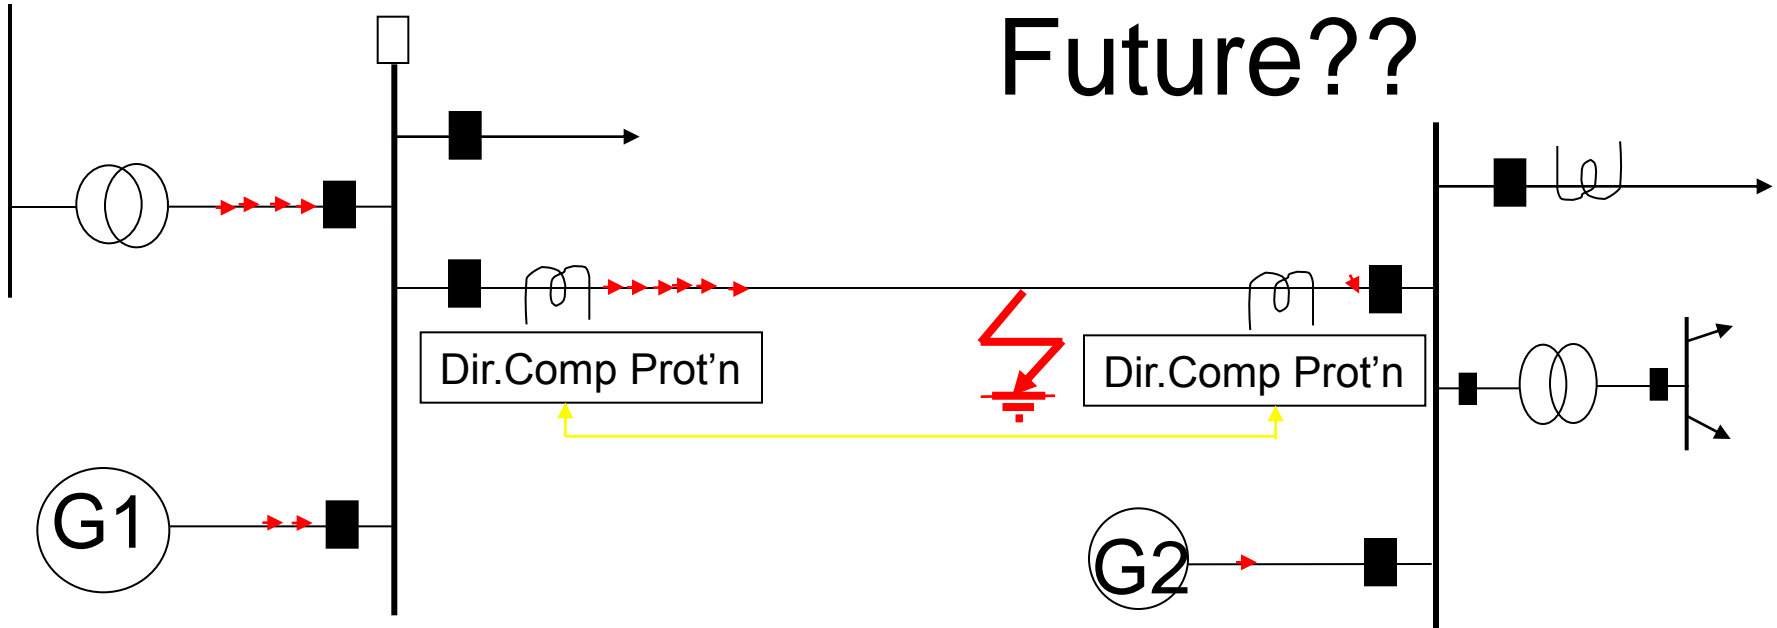 Future??
Dir.Comp Prot’n
Dir.Comp Prot’n
G1
G2